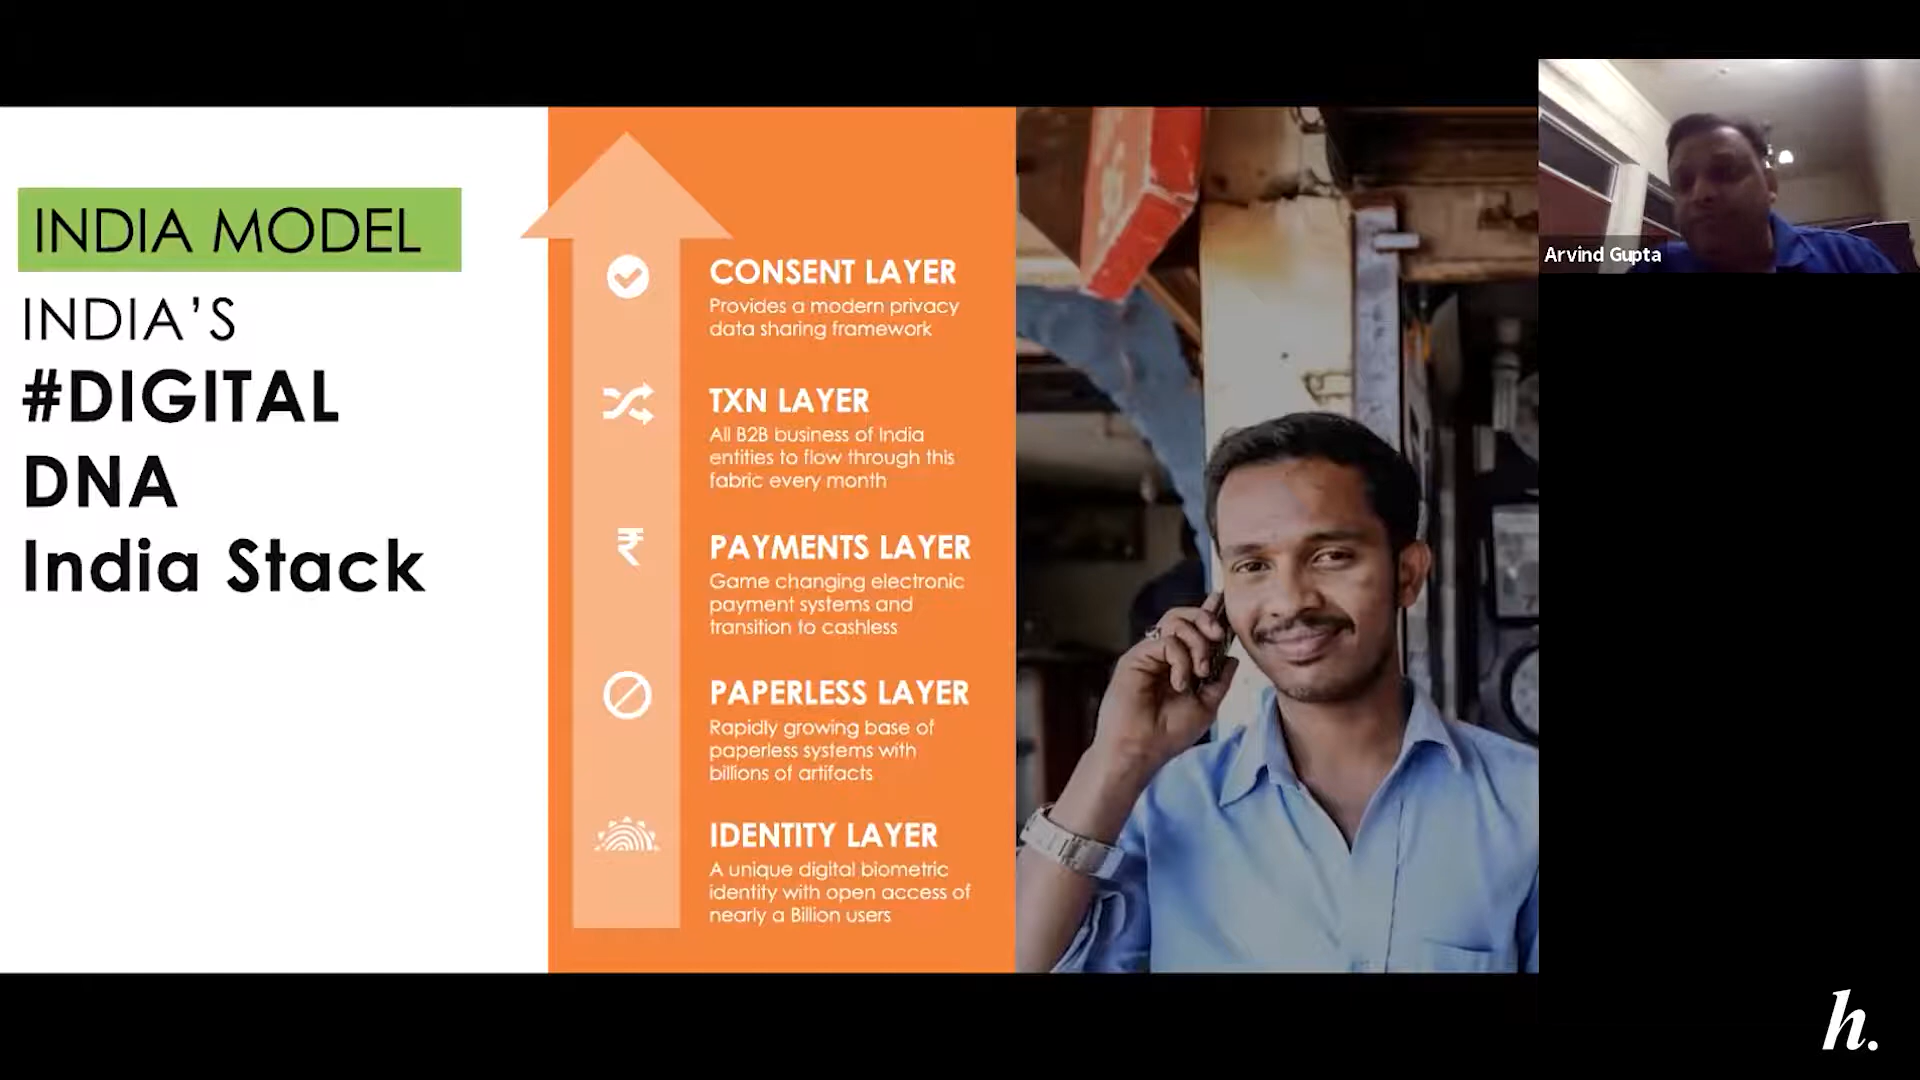 INDIA MODEL
INDIA'S
#DIGITAL
DNA
India Stack
CONSENT LAYER
Provides a modern privacy
data sharing framework
TXN LAYER
All B2B business of India
entities to flow through this
fabric every month
₹
PAYMENTS LAYER
Game changing electronic
payment systems and
transition to cashless
PAPERLESS LAYER
Rapidly growing base of
paperless systems with
billions of artifacts
IDENTITY LAYER
A unique digital biometric
identity with open access of
nearly a Billion users
Arvind Gupta
h.